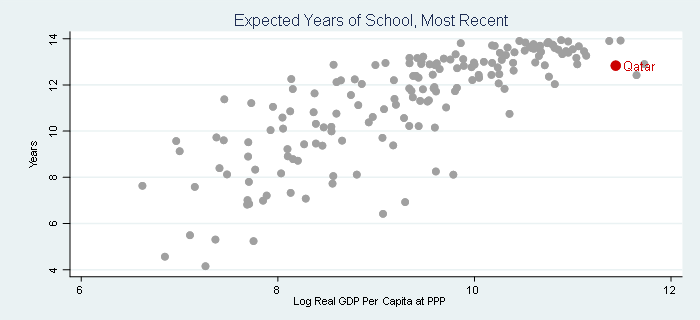 Expected Years of School, Most Recent
14
12
10
8
6
4
Years
Qatar
6
8
10
12
Log Real GDP Per Capita at PPP